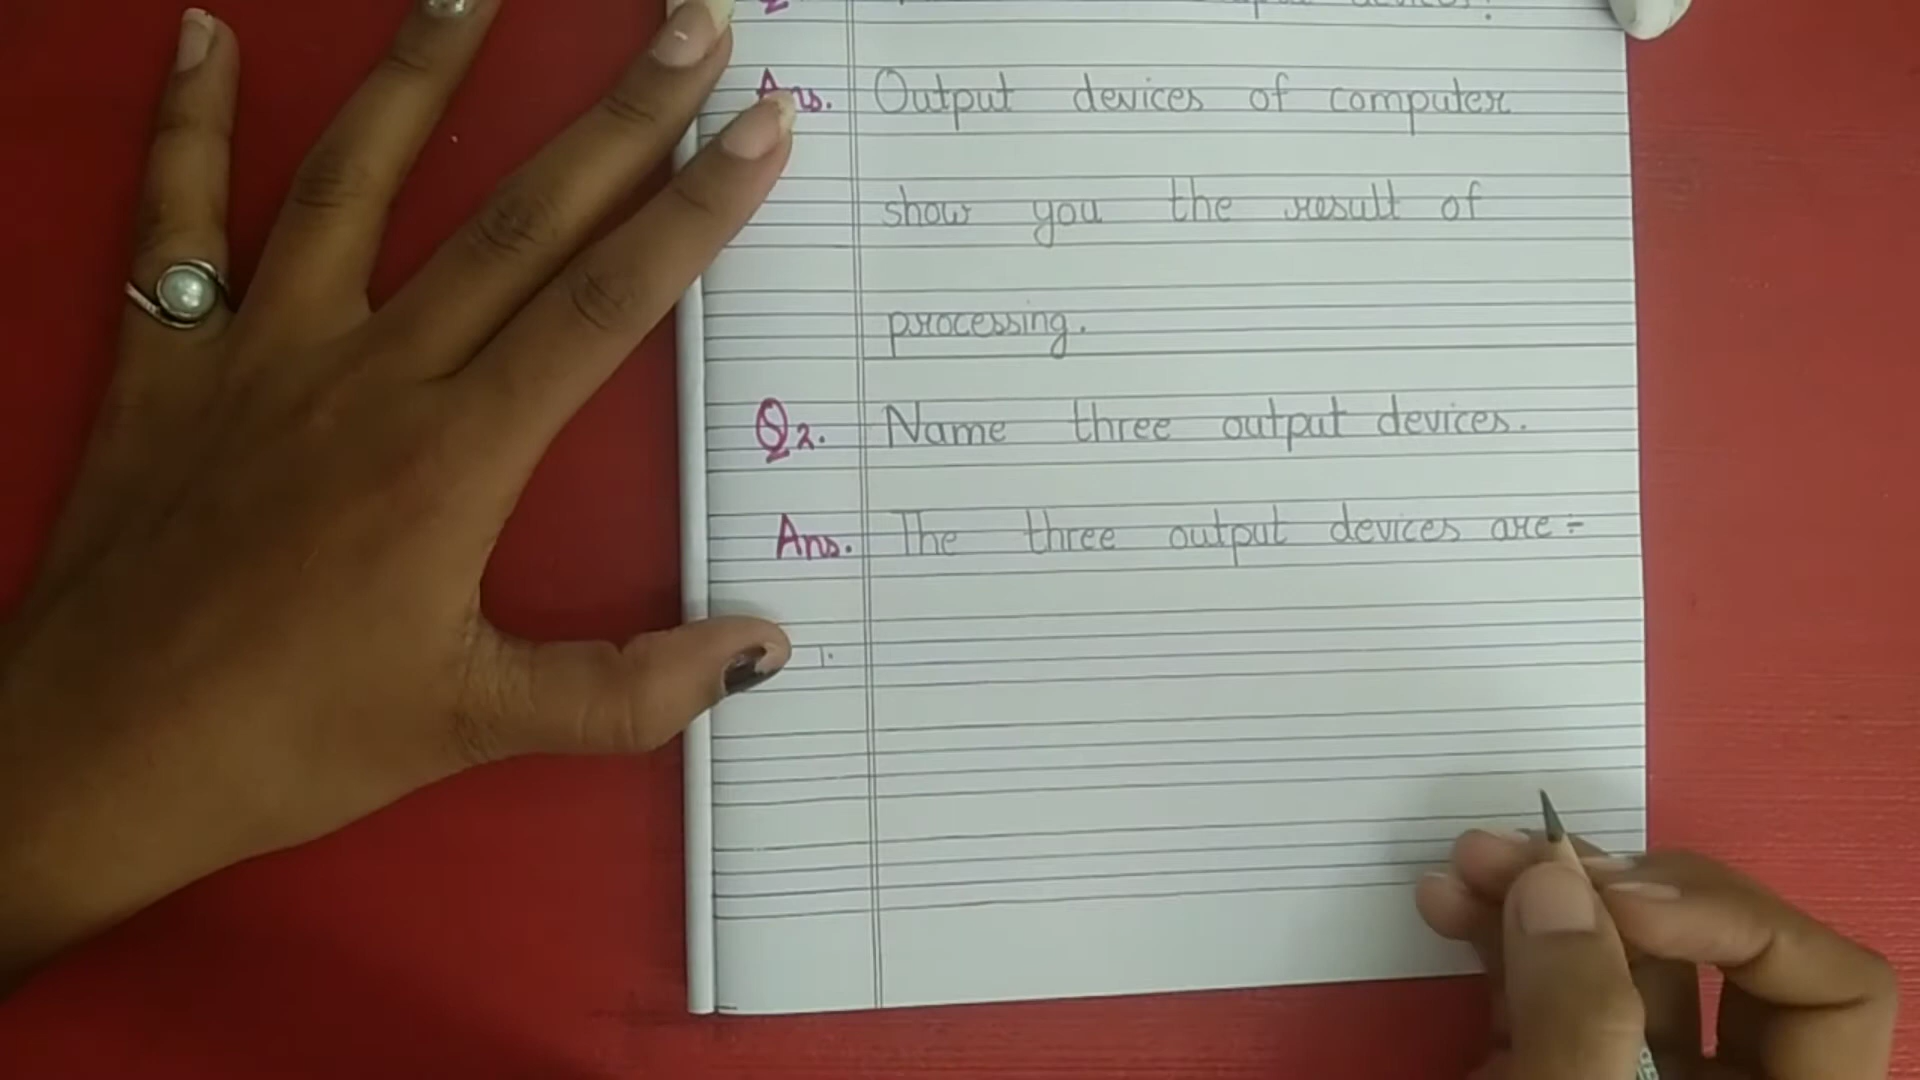 Ans. Output devices of computer
show you the result of
processing.
Q2. Name three output devices.
Ans. The three output devices are:-
1.